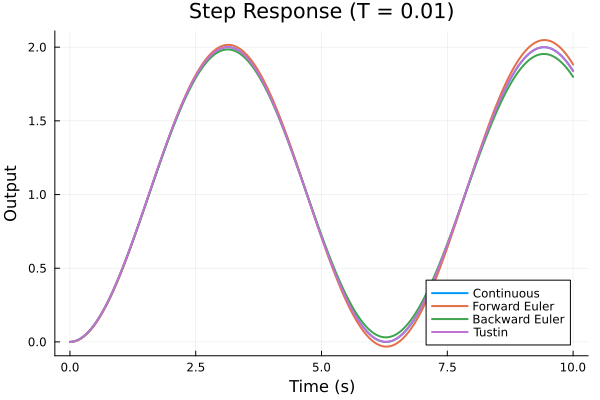 Step Response (T = 0.01)
Output
2.0
1.5
1.0
0.5
0.0
Continuous
Forward Euler
Backward Euler
Tustin
0.0 2.5 5.0 7.5 10.0
Time (s)